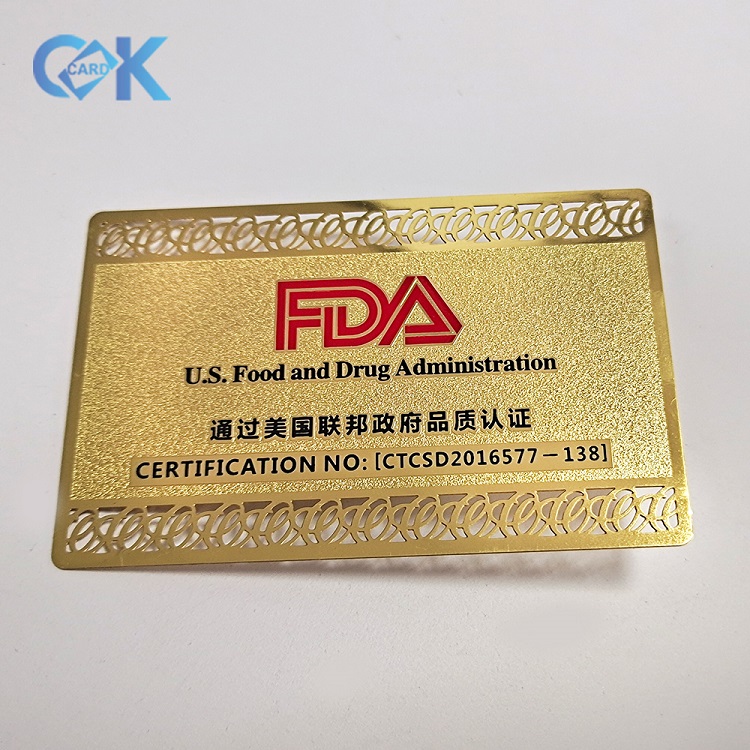 C CARD K
FDA
U.S. Food and Drug Administration
通过美国联邦政府品质认证
CERTIFICATION NO: [CTCSD2016577-138]